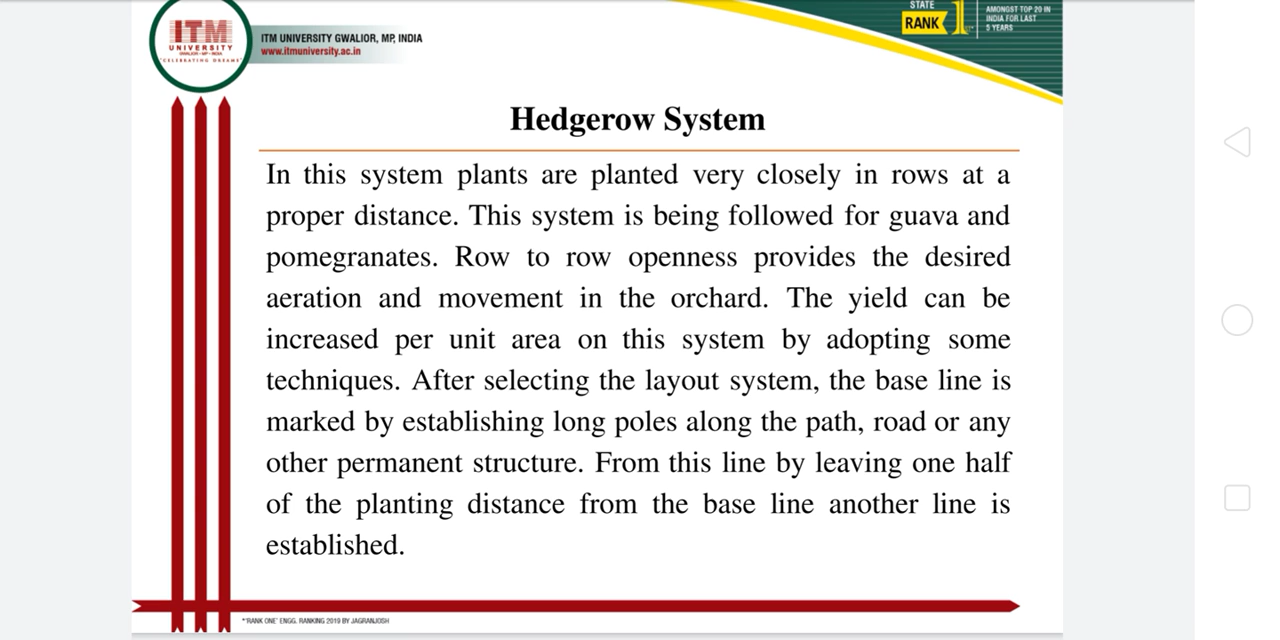 ITM
UNIVERSITY
GWALIOR • MP • INDIA
"CELEBRATING DREAMS"
ITM UNIVERSITY GWALIOR, MP, INDIA
www.itmuniversity.ac.in
STATE
RANK 1
AMONGST TOP 20 IN
INDIA FOR LAST
5 YEARS
Hedgerow System
In this system plants are planted very closely in rows at a
proper distance. This system is being followed for guava and
pomegranates. Row to row openness provides the desired
aeration and movement in the orchard. The yield can be
increased per unit area on this system by adopting some
techniques. After selecting the layout system, the base line is
marked by establishing long poles along the path, road or any
other permanent structure. From this line by leaving one half
of the planting distance from the base line another line is
established.
*"RANK ONE" ENGG. RANKING 2019 BY JAGRANJOSH